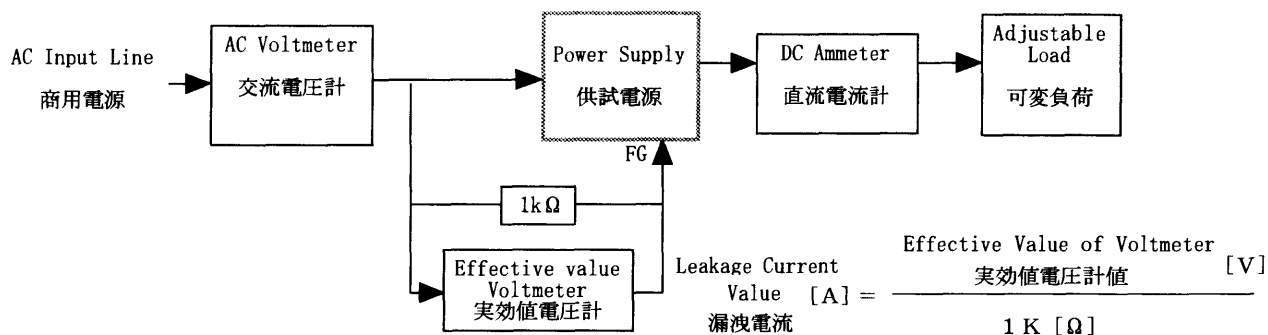 AC Input Line
商用電源
AC Voltmeter
交流電圧計
Power Supply
供試電源
DC Ammeter
直流電流計
Adjustable
Load
可変負荷
FG
1kΩ
Effective value
Voltmeter
実効値電圧計
Leakage Current
Value [A] =
漏洩電流
Effective Value of Voltmeter
実効値電圧計値 [V]
1 K [Ω]